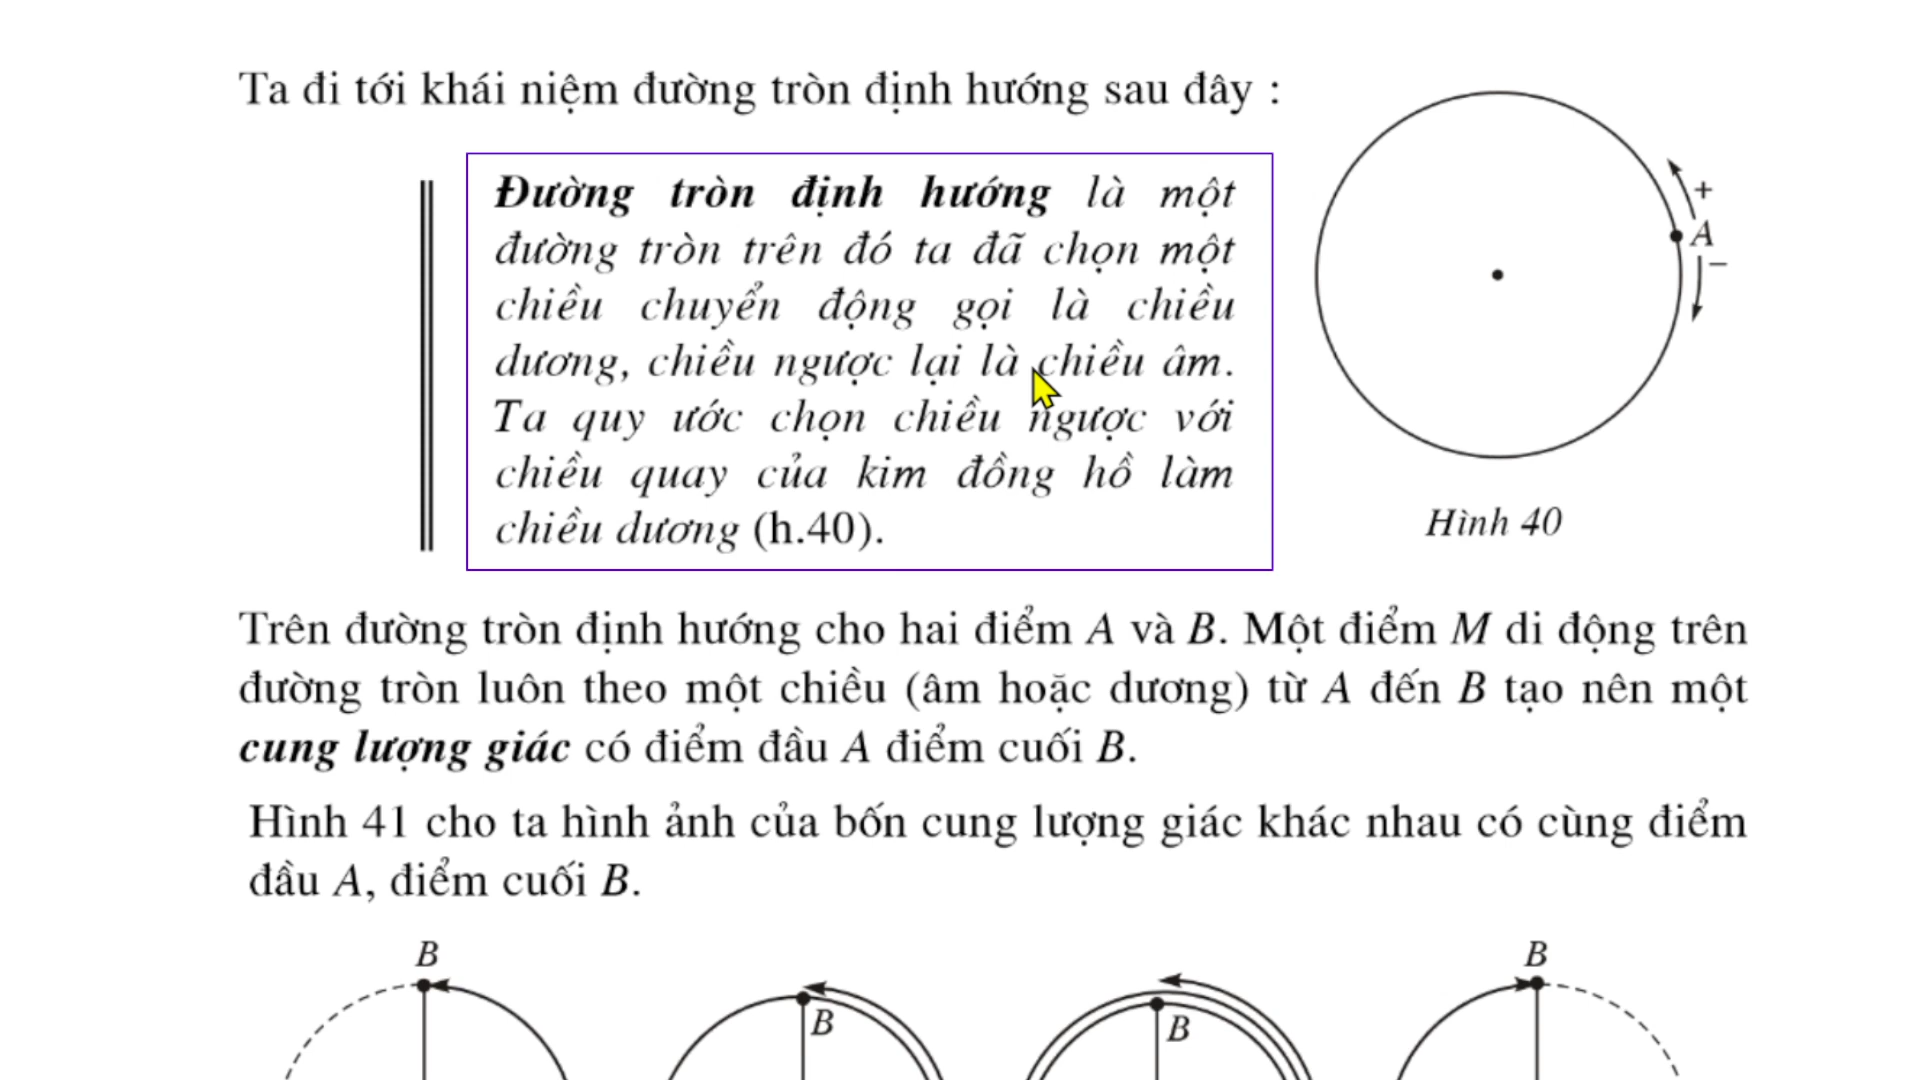 Ta đi tới khái niệm đường tròn định hướng sau đây :
Đường tròn định hướng là một
đường tròn trên đó ta đã chọn một
chiều chuyển động gọi là chiều
dương, chiều ngược lại là chiều âm.
Ta quy ước chọn chiều ngược với
chiều quay của kim đồng hồ làm
chiều dương (h.40).
+
A
−
Hình 40
Trên đường tròn định hướng cho hai điểm A và B. Một điểm M di động trên
đường tròn luôn theo một chiều (âm hoặc dương) từ A đến B tạo nên một
cung lượng giác có điểm đầu A điểm cuối B.
Hình 41 cho ta hình ảnh của bốn cung lượng giác khác nhau có cùng điểm
đầu A, điểm cuối B.
B
B
B
B